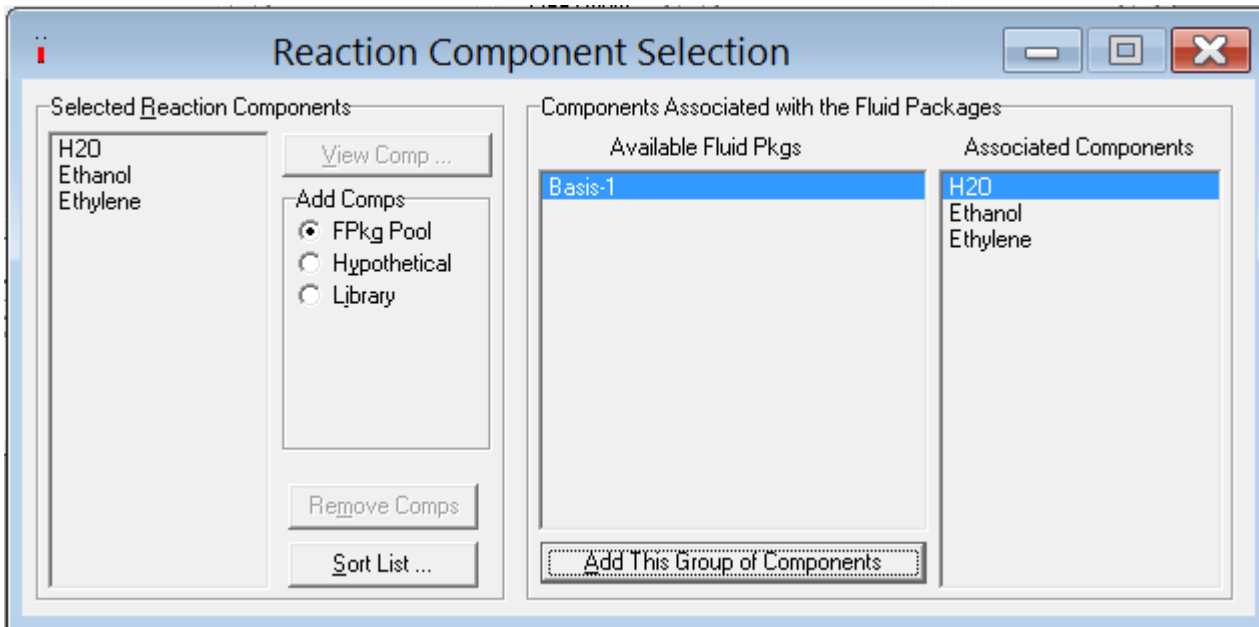 Reaction Component Selection
Selected Reaction Components
H2O
Ethanol
Ethylene
View Comp ...
Add Comps
FPkg Pool
Hypothetical
Library
Remove Comps
Sort List ...
Components Associated with the Fluid Packages
Available Fluid Pkgs
Basis-1
Add This Group of Components
Associated Components
H2O
Ethanol
Ethylene